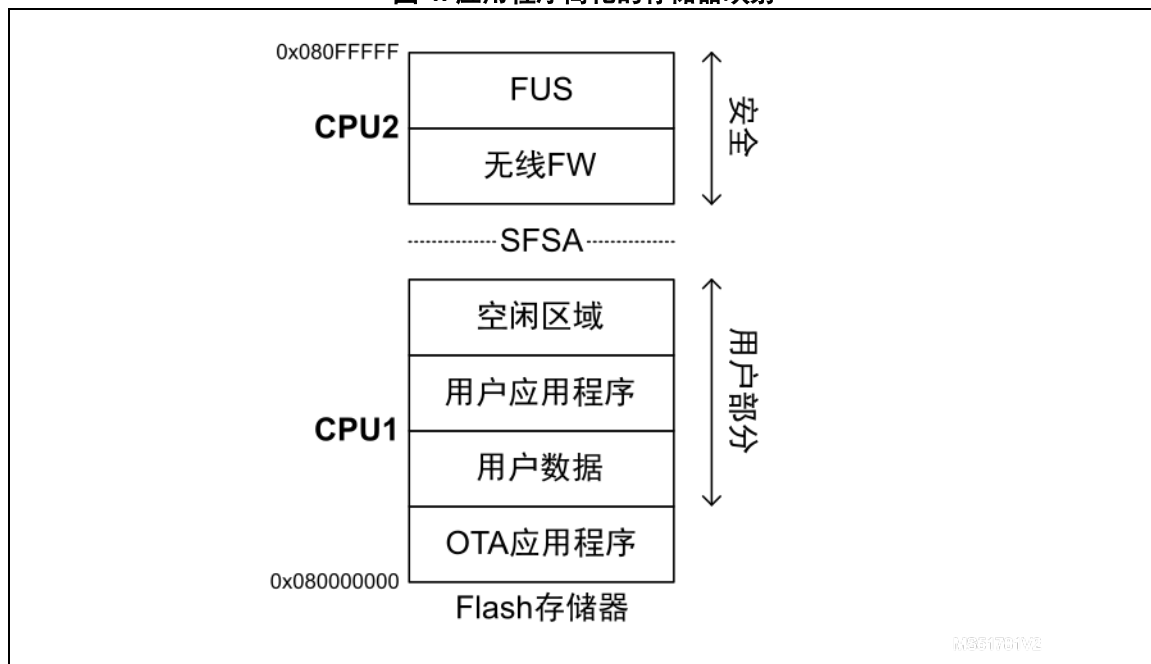 0x080FFFFF
FUS
CPU2
无线FW
安全
SFSA
空闲区域
用户应用程序
CPU1
用户数据
用户部分
OTA应用程序
0x080000000
Flash存储器
MS61781V2